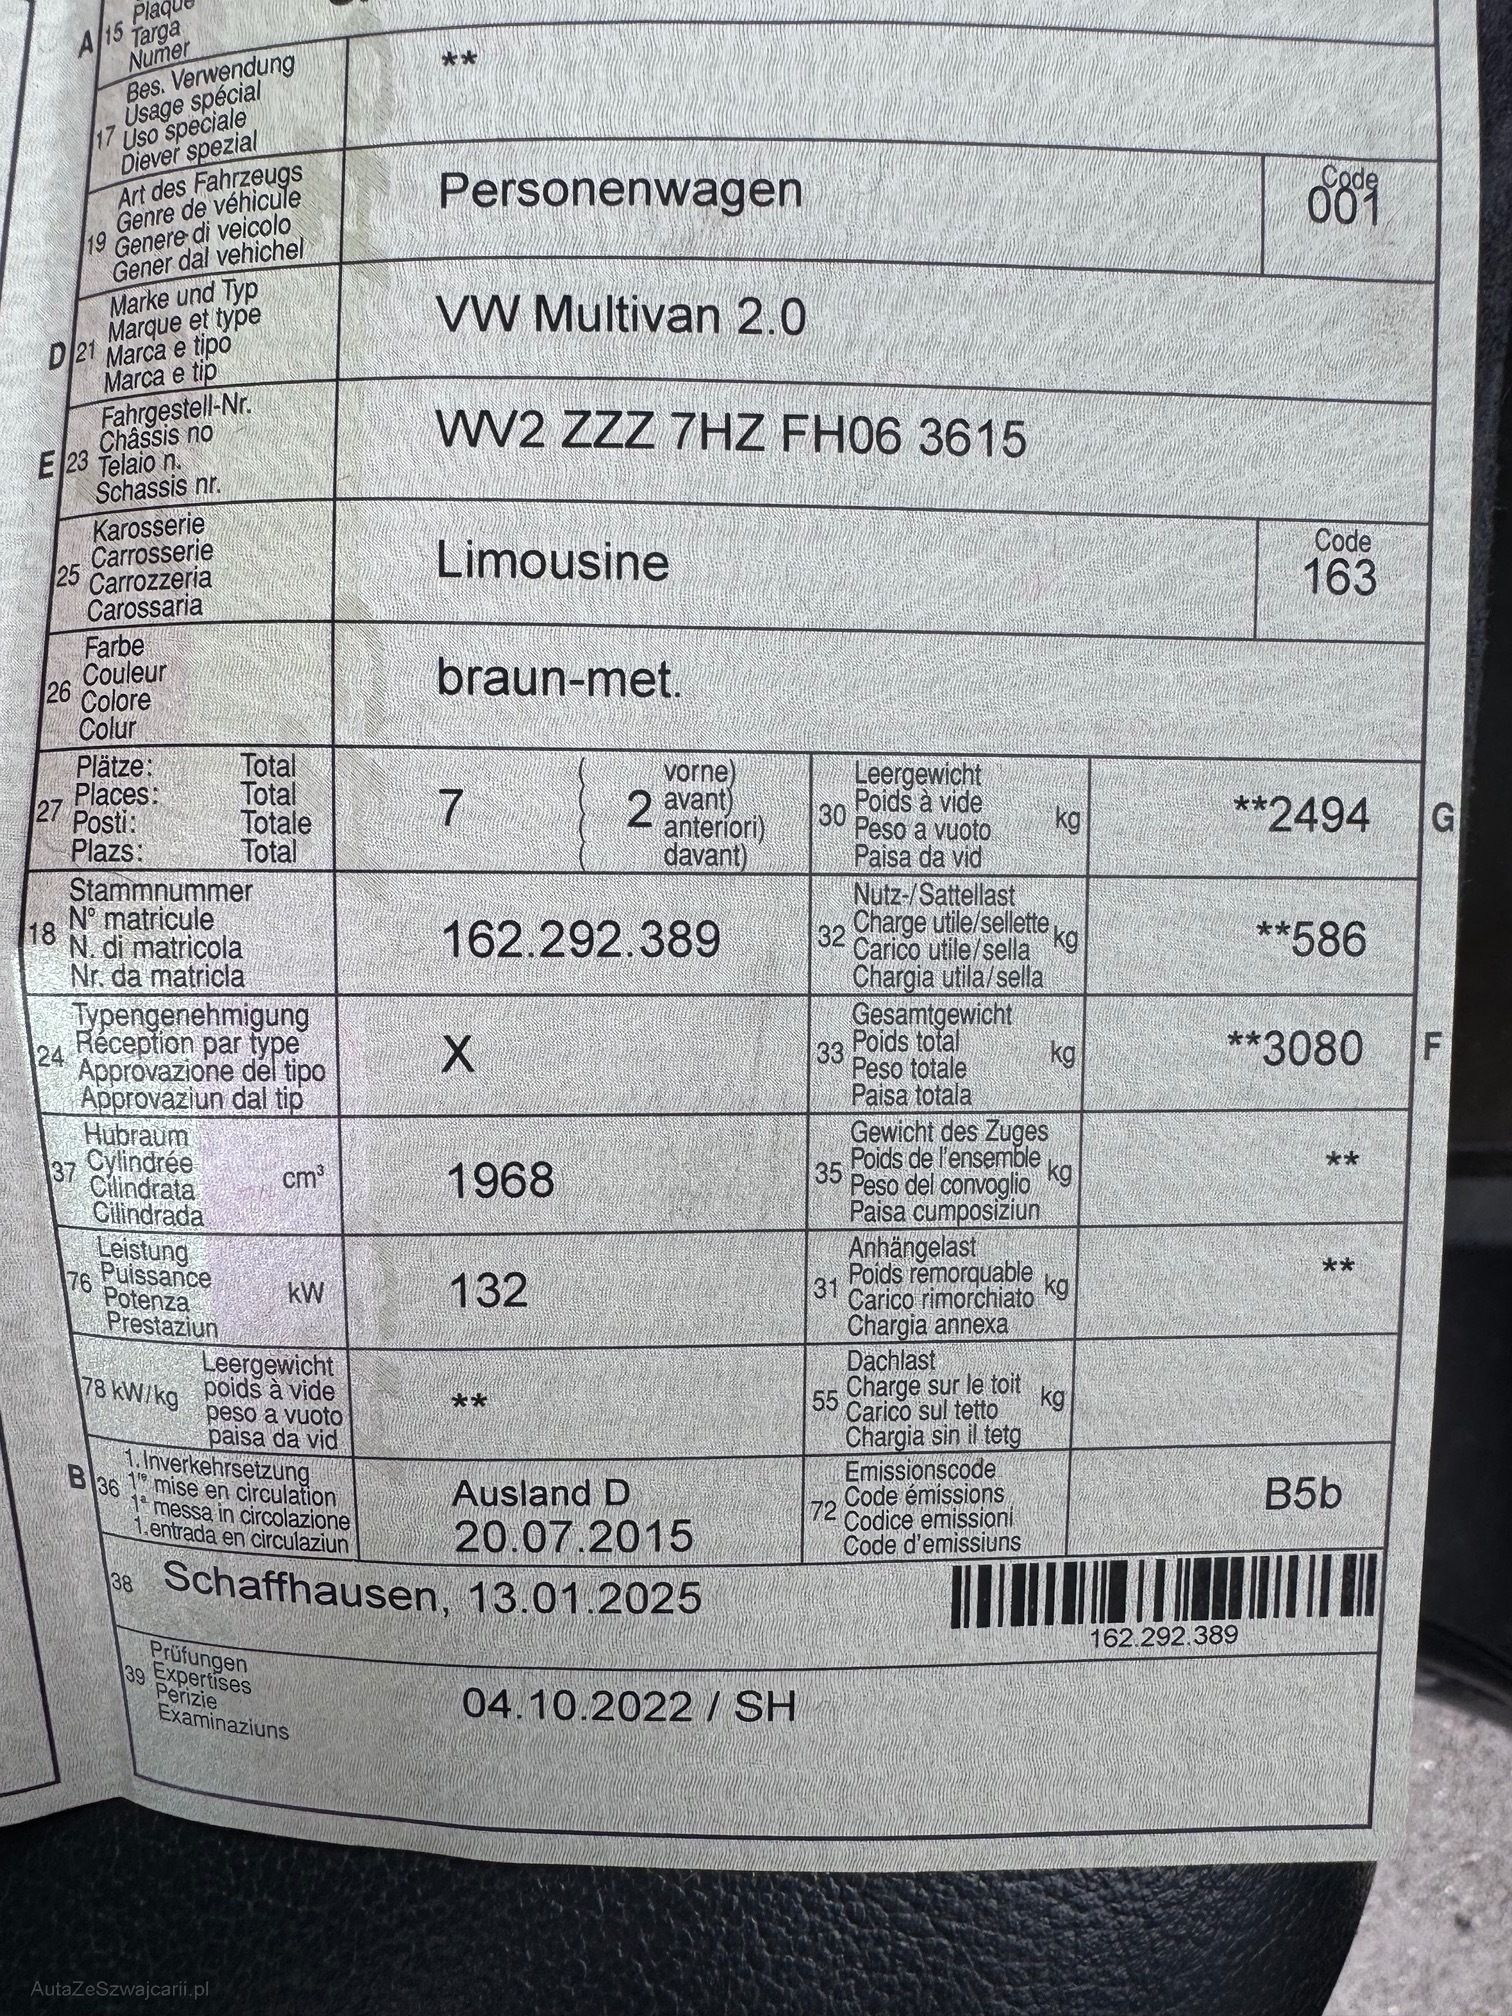 Plaque
A 15 Targa
Numer
Bes. Verwendung
Usage spécial
17 Uso speciale
Diever spezial
**
Art des Fahrzeugs
Genre de véhicule
19 Genere di veicolo
Gener dal vehichel
Personenwagen
Code
001
Marke und Typ
Marque et type
D 21 Marca e tipo
Marca e tip
VW Multivan 2.0
Fahrgestell-Nr.
Châssis no
E 23 Telaio n.
Schassis nr.
WV2 ZZZ 7HZ FH06 3615
Karosserie
Carrosserie
25 Carrozzeria
Carossaria
Limousine
Code
163
Farbe
Couleur
26 Colore
Colur
braun-met.
Plätze: Total
Places: Total
27 Posti: Totale
Plazs: Total
7 ( 2 vorne)
( avant)
( anteriori)
( davant)
Leergewicht
30 Poids à vide kg
Peso a vuoto
Paisa da vid
**2494 G
Stammnummer
18 N° matricule
N. di matricola
Nr. da matricla
162.292.389
Nutz-/Sattellast
32 Charge utile/sellette kg
Carico utile/sella
Chargia utila/sella
**586
Typengenehmigung
24 Réception par type
Approvazione del tipo
Approvaziun dal tip
X
Gesamtgewicht
33 Poids total kg
Peso totale
Paisa totala
**3080 F
Hubraum
37 Cylindrée cm³
Cilindrata
Cilindrada
1968
Gewicht des Zuges
35 Poids de l'ensemble kg
Peso del convoglio
Paisa cumposiziun
**
Leistung
76 Puissance kW
Potenza
Prestaziun
132
Anhängelast
31 Poids remorquable kg
Carico rimorchiato
Chargia annexa
**
Leergewicht
78 kW/kg poids à vide
peso a vuoto
paisa da vid
**
Dachlast
55 Charge sur le toit kg
Carico sul tetto
Chargia sin il tetg
1. Inverkehrsetzung
B 36 1re mise en circulation
1a messa in circolazione
1. entrada en circulaziun
Ausland D
20.07.2015
Emissionscode
72 Code émissions
Codice emissioni
Code d'emissiuns
B5b
38 Schaffhausen, 13.01.2025
162.292.389
Prüfungen
39 Expertises
Perizie
Examinaziuns
04.10.2022 / SH
AutaZeSzwajcarii.pl